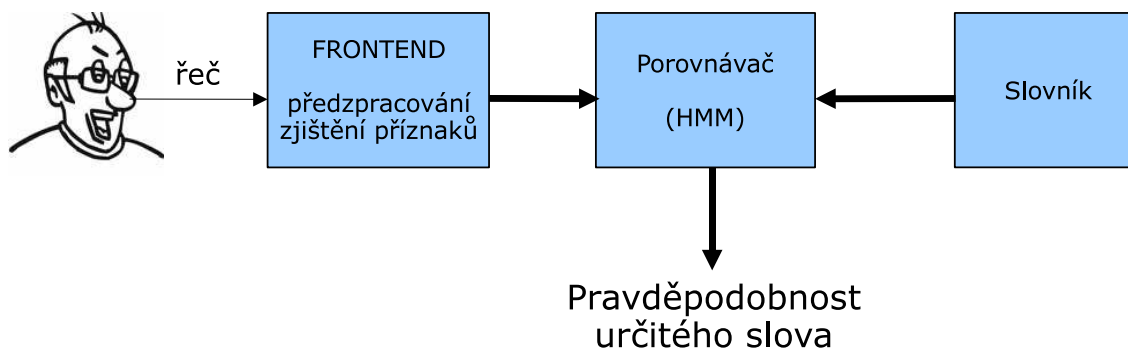 řeč
FRONTEND
předzpracování
zjištění příznaků
Porovnávač
(HMM)
Slovník
Pravděpodobnost
určitého slova